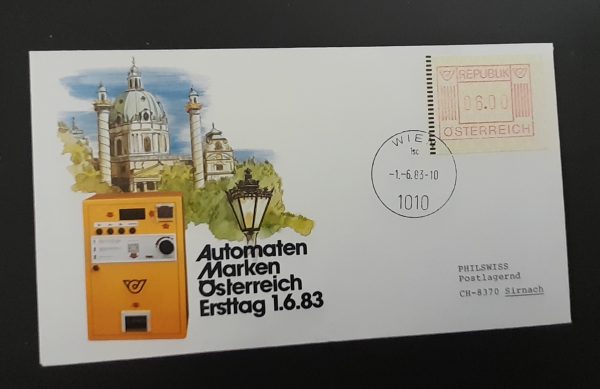 REPUBLIK
06.00
ÖSTERREICH
WIEN
1sc
-1.-6.83-10
1010
Automaten
Marken
Österreich
Ersttag 1.6.83
PHILSWISS
Postlagernd
CH-8370 Sirnach